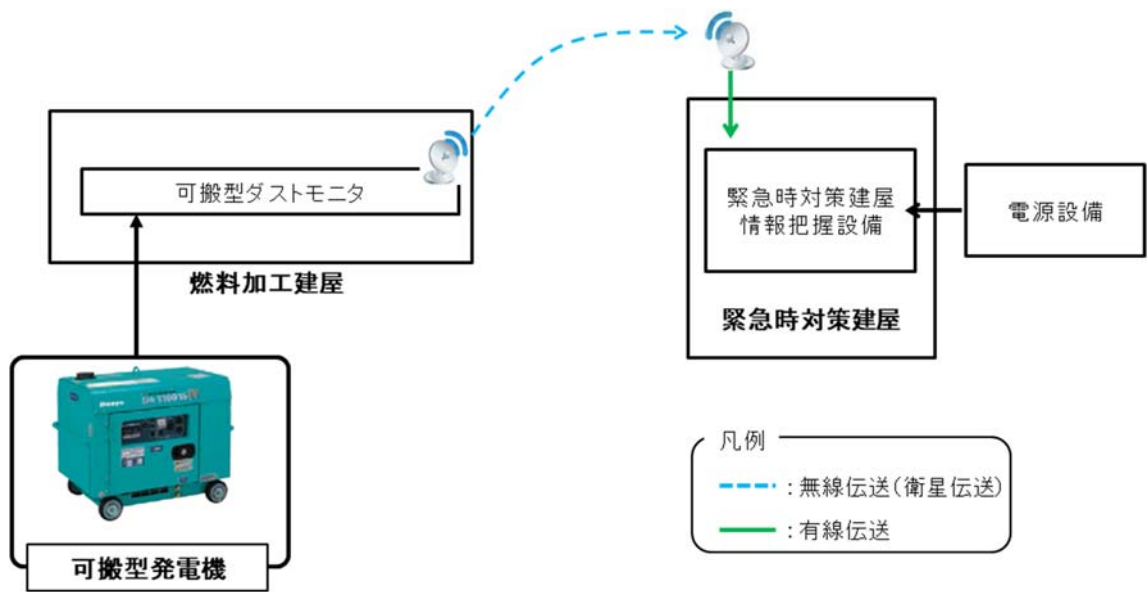 可搬型ダストモニタ
燃料加工建屋
緊急時対策建屋
情報把握設備
電源設備
緊急時対策建屋
可搬型発電機
凡例
:無線伝送(衛星伝送)
:有線伝送